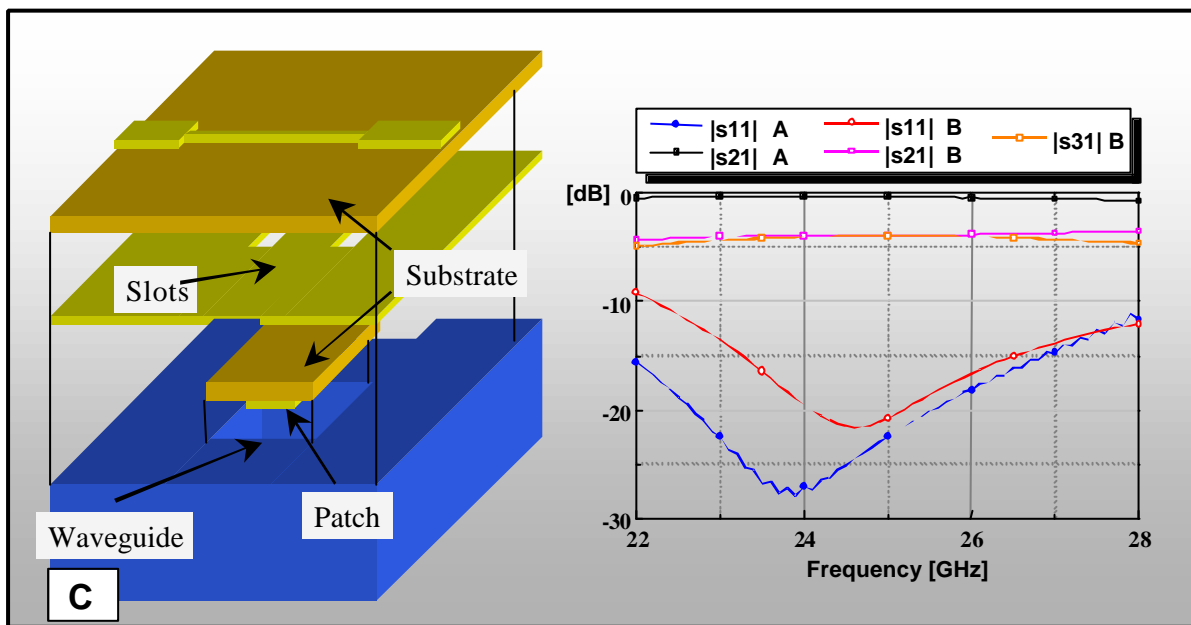 Slots
Substrate
Waveguide
Patch
C
|s11| A
|s21| A
|s11| B
|s21| B
|s31| B
[dB]
0
-10
-20
-30
22
24
26
28
Frequency [GHz]